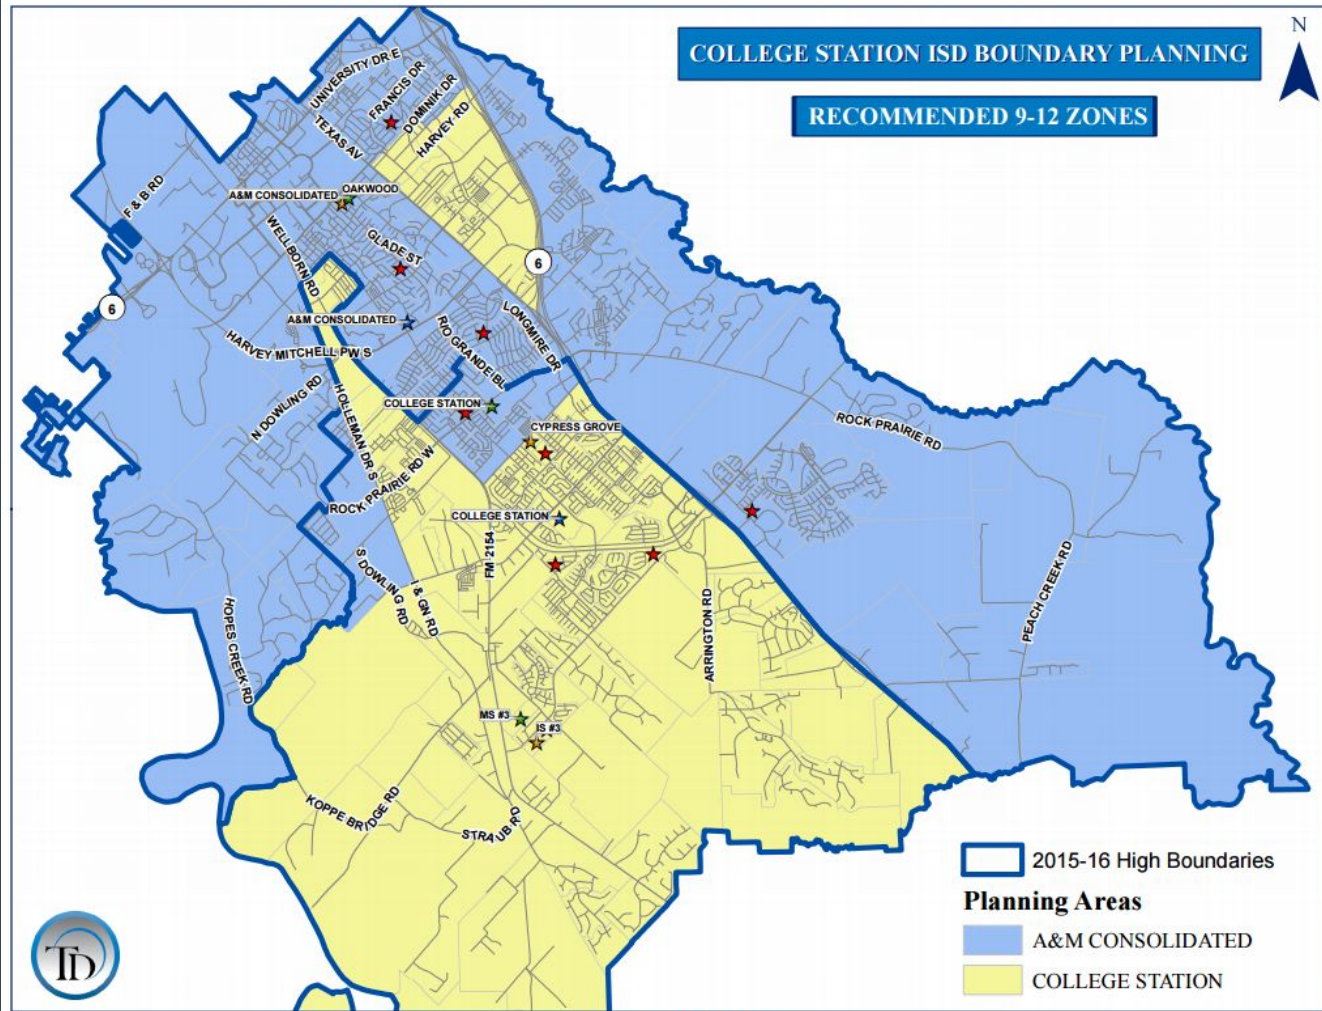 COLLEGE STATION ISD BOUNDARY PLANNING
N
RECOMMENDED 9-12 ZONES
UNIVERSITY DR E
FRANCIS DR
DOMINIK DR
HARVEY RD
TEXAS AV
F & B RD
A&M CONSOLIDATED
OAKWOOD
WELLBORN RD
GLADE ST
6
6
A&M CONSOLIDATED
RIO GRANDE BL
LONGMIRE DR
HARVEY MITCHELL PW S
N DOWLING RD
HOLLEMAN DR S
COLLEGE STATION
CYPRESS GROVE
ROCK PRAIRIE RD
ROCK PRAIRIE RD W
COLLEGE STATION
FM 2154
S DOWLING RD
I & GN RD
HOPES CREEK RD
ARRINGTON RD
PEACH CREEK RD
MS #3
IS #3
KOPPE BRIDGE RD
STRAUB RD
2015-16 High Boundaries
Planning Areas
A&M CONSOLIDATED
COLLEGE STATION
TD